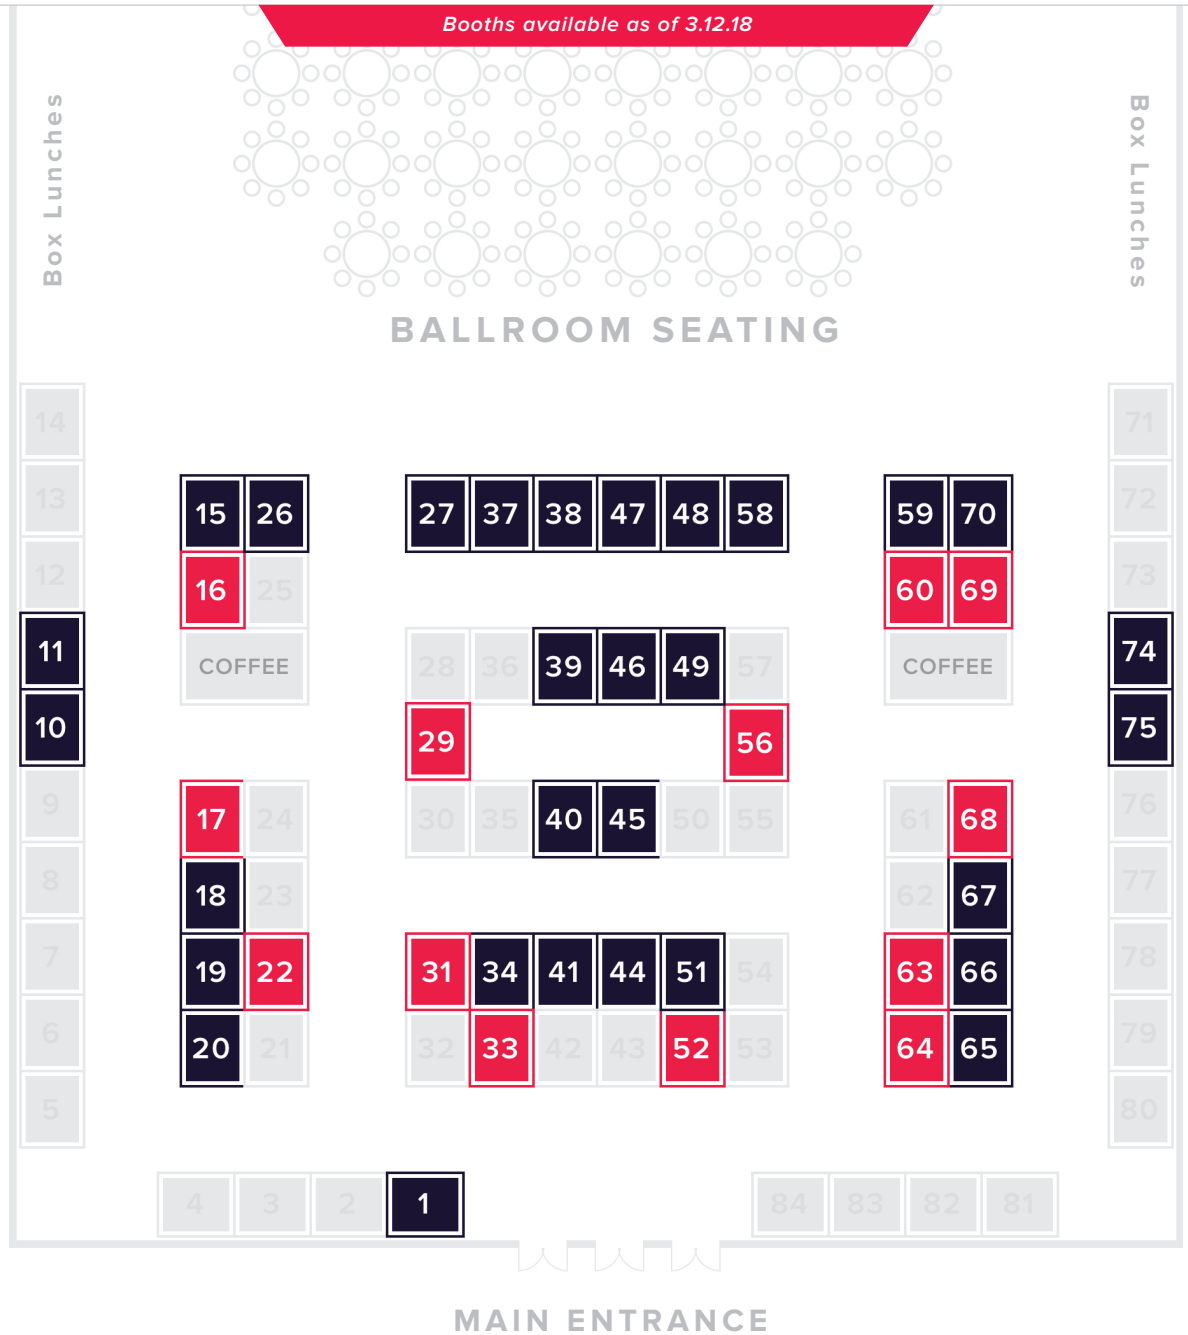 Booths available as of 3.12.18
Box Lunches
Box Lunches
BALLROOM SEATING
14
71
13
72
15 26 27 37 38 47 48 58 59 70
12
73
16 25
60 69
11
74
COFFEE
28 36 39 46 49 57
COFFEE
10
75
29 56
9
76
17 24 30 35 40 45 50 55 61 68
8
77
18 23
62 67
7
78
19 22 31 34 41 44 51 54 63 66
6
79
20 21 32 33 42 43 52 53 64 65
5
80
4 3 2 1 84 83 82 81
MAIN ENTRANCE